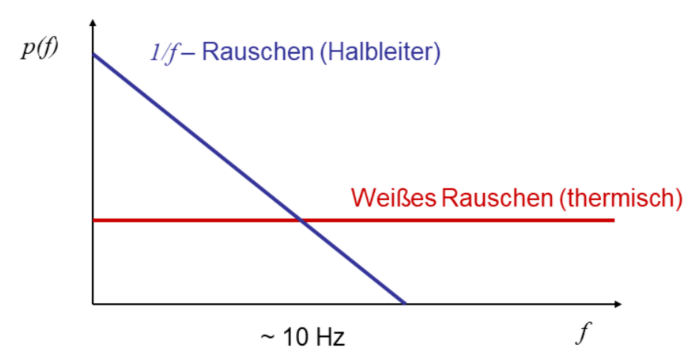 p(f)
1/f – Rauschen (Halbleiter)
Weißes Rauschen (thermisch)
~ 10 Hz
f